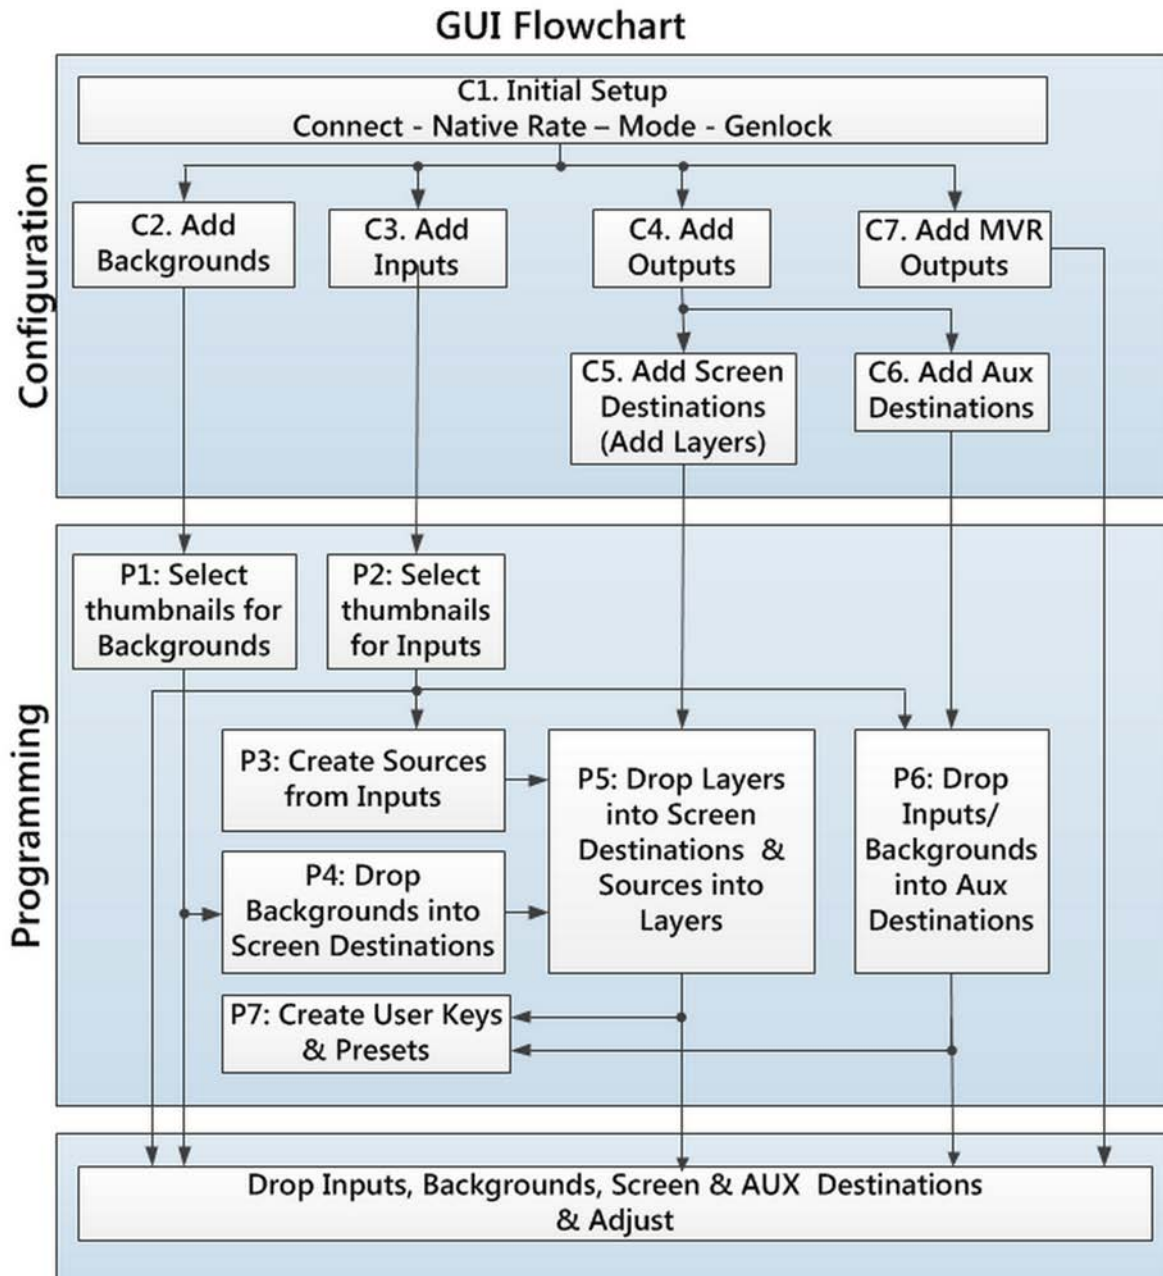 GUI Flowchart
Configuration
C1. Initial Setup
Connect - Native Rate – Mode - Genlock
C2. Add
Backgrounds
C3. Add
Inputs
C4. Add
Outputs
C7. Add MVR
Outputs
C5. Add Screen
Destinations
(Add Layers)
C6. Add Aux
Destinations
Programming
P1: Select
thumbnails for
Backgrounds
P2: Select
thumbnails
for Inputs
P3: Create Sources
from Inputs
P4: Drop
Backgrounds into
Screen Destinations
P5: Drop Layers
into Screen
Destinations &
Sources into
Layers
P6: Drop
Inputs/
Backgrounds
into Aux
Destinations
P7: Create User Keys
& Presets
Drop Inputs, Backgrounds, Screen & AUX Destinations
& Adjust